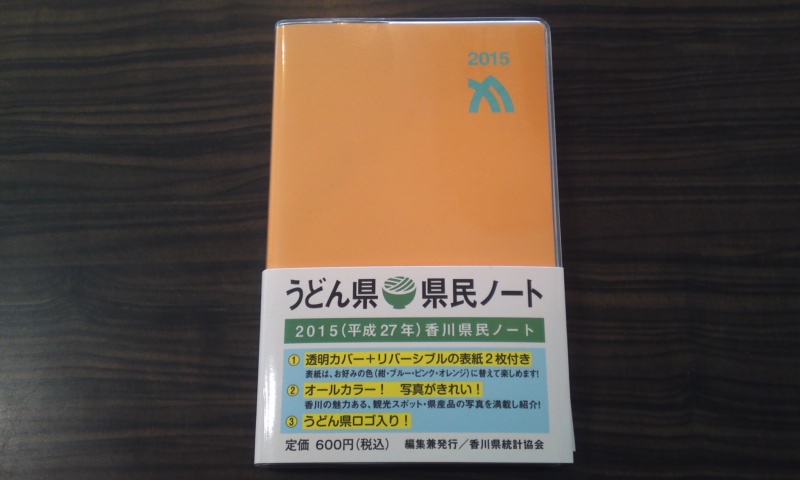 2015
うどん県 県民ノート
2015(平成27年)香川県民ノート
① 透明カバー+リバーシブルの表紙2枚付き
表紙は、お好みの色(紺・ブルー・ピンク・オレンジ)に替えて楽しめます!
② オールカラー! 写真がきれい!
香川の魅力ある、観光スポット・県産品の写真を満載し紹介!
③ うどん県ロゴ入り!
定価 600円(税込) 編集兼発行/香川県統計協会